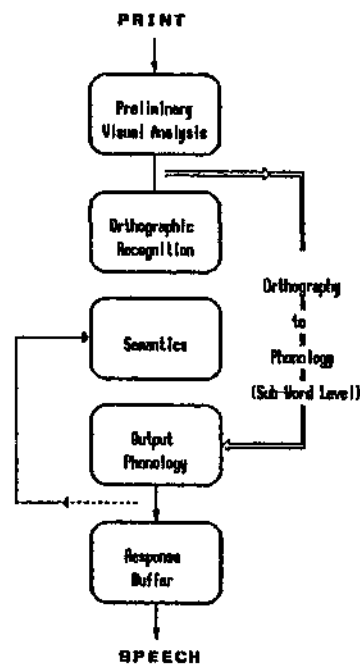 PRINT
Preliminary
Visual Analysis
Orthographic
Recognition
Orthography
to
Phonology
(Sub-Word Level)
Semantics
Output
Phonology
Response
Buffer
SPEECH